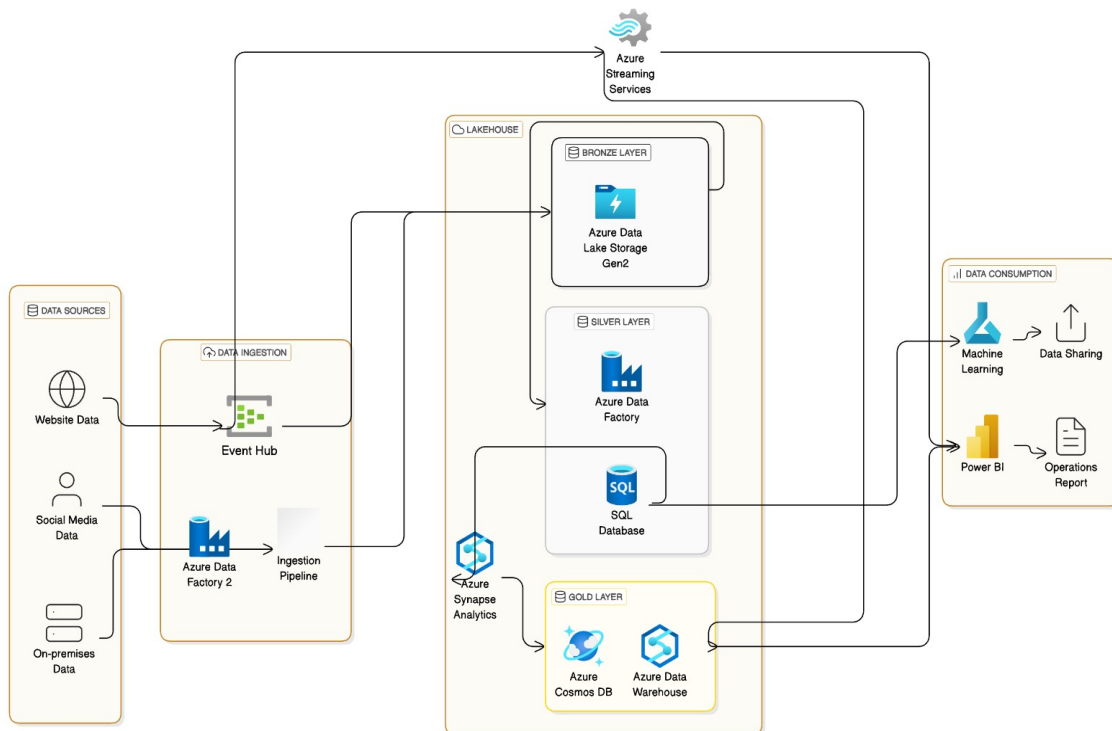 Azure
Streaming
Services
LAKEHOUSE
BRONZE LAYER
Azure Data
Lake Storage
Gen2
DATA SOURCES
Website Data
Social Media
Data
On-premises
Data
DATA INGESTION
Event Hub
Azure Data
Factory 2
Ingestion
Pipeline
SILVER LAYER
Azure Data
Factory
SQL
SQL
Database
Azure
Synapse
Analytics
GOLD LAYER
Azure
Cosmos DB
Azure Data
Warehouse
DATA CONSUMPTION
Machine
Learning
Data Sharing
Power BI
Operations
Report